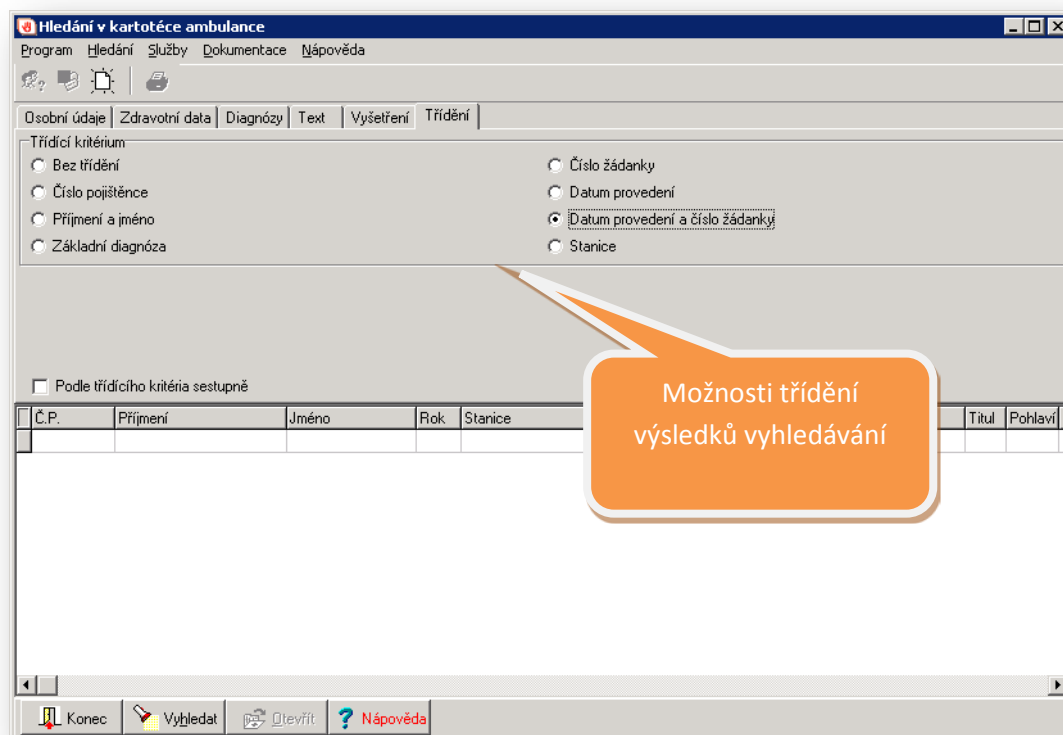 Hledání v kartotéce ambulance
Program Hledání Služby Dokumentace Nápověda
Osobní údaje Zdravotní data Diagnózy Text Vyšetření Třídění
Třídící kritérium
Bez třídění Číslo žádanky
Číslo pojištěnce Datum provedení
Příjmení a jméno Datum provedení a číslo žádanky
Základní diagnóza Stanice
Možnosti třídění
výsledků vyhledávání
Podle třídícího kritéria sestupně
Č.P. Příjmení Jméno Rok Stanice Titul Pohlaví
Konec Vyhledat Otevřít ? Nápověda